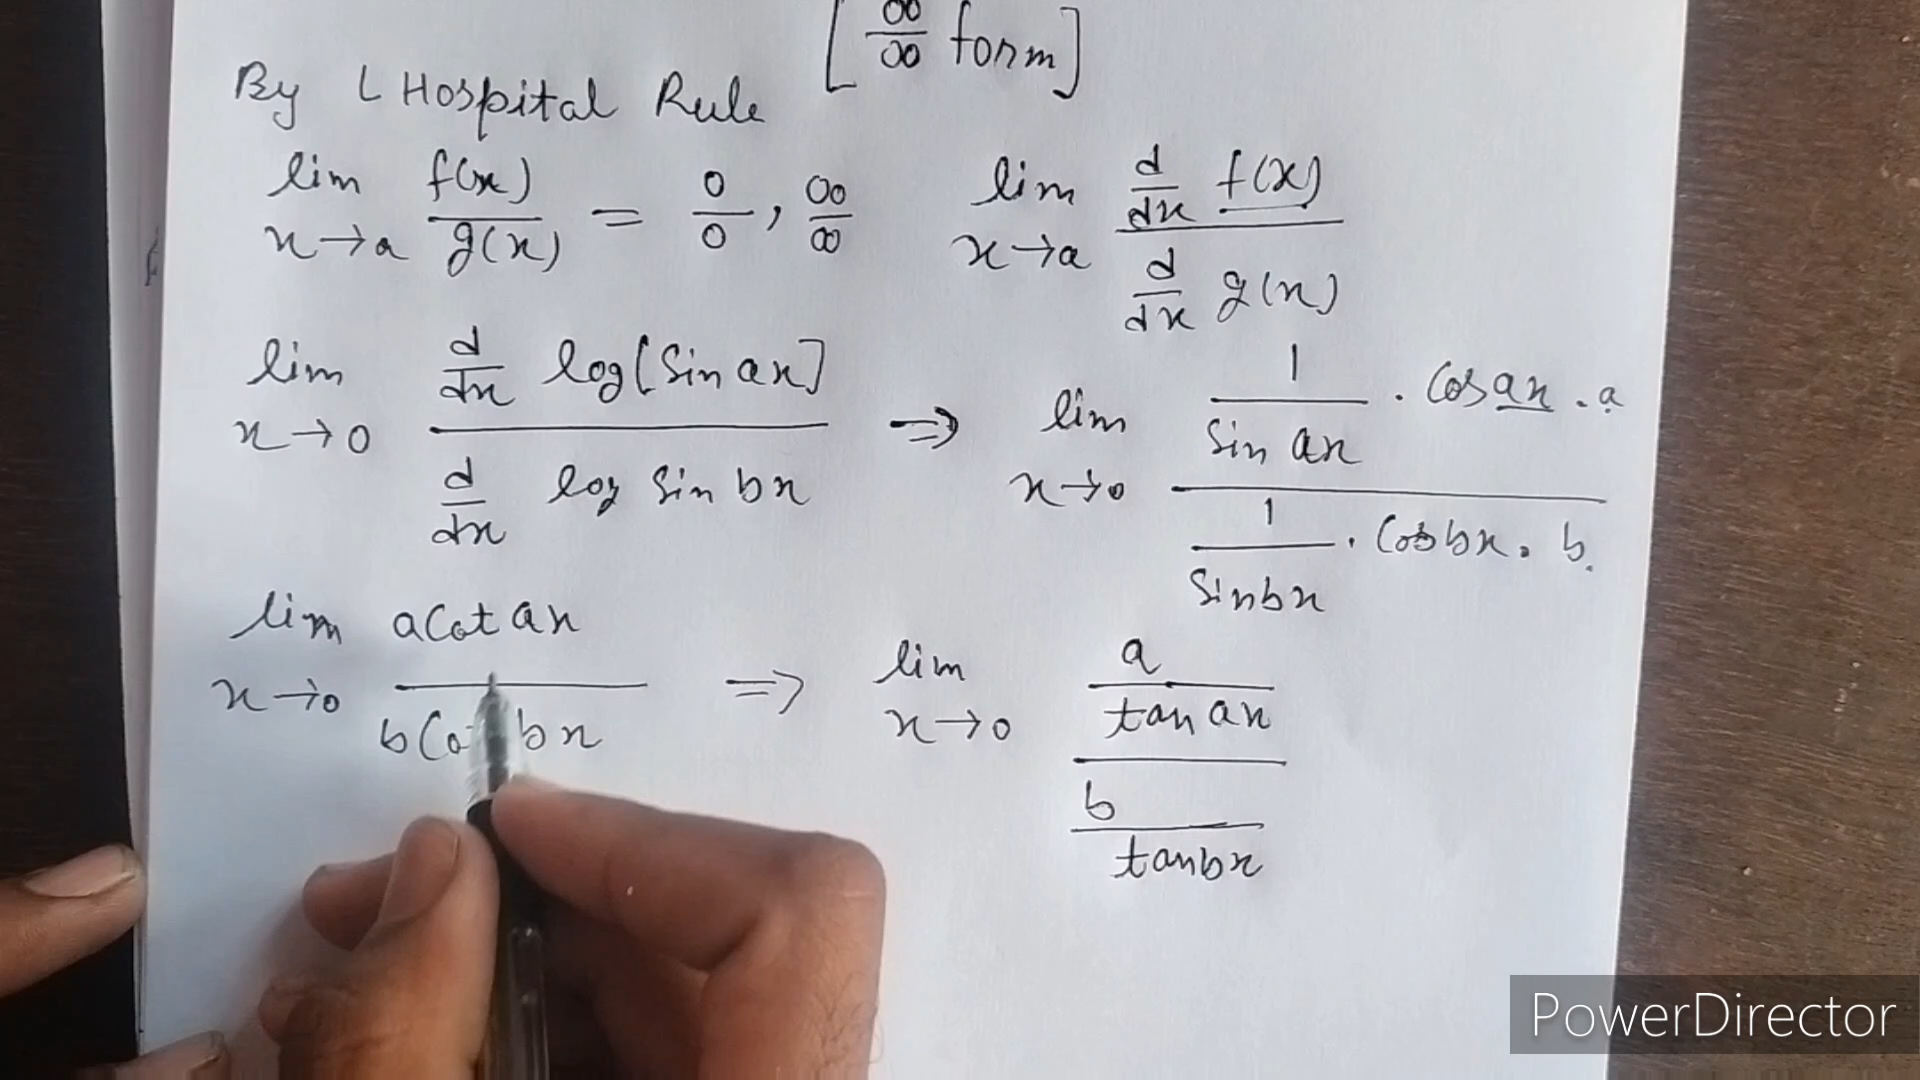 [∞/∞ form]
By L Hospital Rule
lim x→a f(x)/g(x) = 0/0, ∞/∞ lim x→a d/dx f(x) / d/dx g(x)
lim x→0 d/dx log[Sin ax] / d/dx log Sin bx ⇒ lim x→0 1/Sin ax . Cos ax . a / 1/Sin bx . Cos bx . b
lim x→0 a Cot ax / b Cot bx ⇒ lim x→0 a/tan ax / b/tan bx
PowerDirector